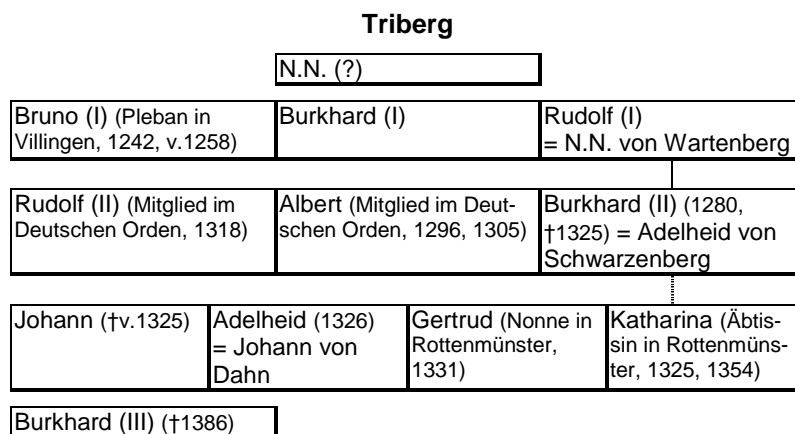 Triberg
N.N. (?)
Bruno (I) (Pleban in
Villingen, 1242, v.1258)
Burkhard (I)
Rudolf (I)
= N.N. von Wartenberg
Rudolf (II) (Mitglied im
Deutschen Orden, 1318)
Albert (Mitglied im Deut-
schen Orden, 1296, 1305)
Burkhard (II) (1280,
†1325) = Adelheid von
Schwarzenberg
Johann (†v.1325)
Adelheid (1326)
= Johann von
Dahn
Gertrud (Nonne in
Rottenmünster,
1331)
Katharina (Äbtis-
sin in Rottenmüns-
ter, 1325, 1354)
Burkhard (III) (†1386)